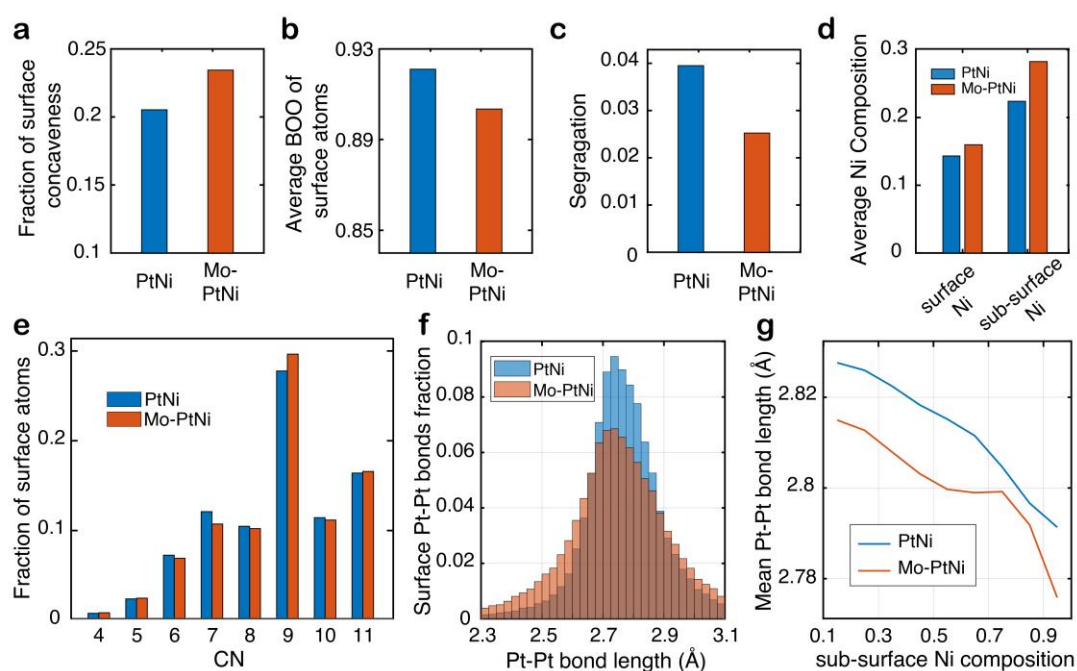 a
0.25
0.2
0.15
0.1
Fraction of surface
concaveness
PtNi
Mo-
PtNi
b
0.93
0.89
0.85
Average BOO of
surface atoms
PtNi
Mo-
PtNi
c
0.04
0.03
0.02
0.01
0
Segragation
PtNi
Mo-
PtNi
d
0.3
0.2
0.1
0
Average Ni Composition
PtNi
Mo-PtNi
surface
Ni
sub-surface
Ni
e
0.3
0.2
0.1
0
Fraction of surface atoms
PtNi
Mo-PtNi
4 5 6 7 8 9 10 11
CN
f
0.1
0.08
0.06
0.04
0.02
0
Surface Pt-Pt bonds fraction
PtNi
Mo-PtNi
2.3 2.5 2.7 2.9 3.1
Pt-Pt bond length (Å)
g
2.82
2.8
2.78
Mean Pt-Pt bond length (Å)
PtNi
Mo-PtNi
0.1 0.3 0.5 0.7 0.9
sub-surface Ni composition